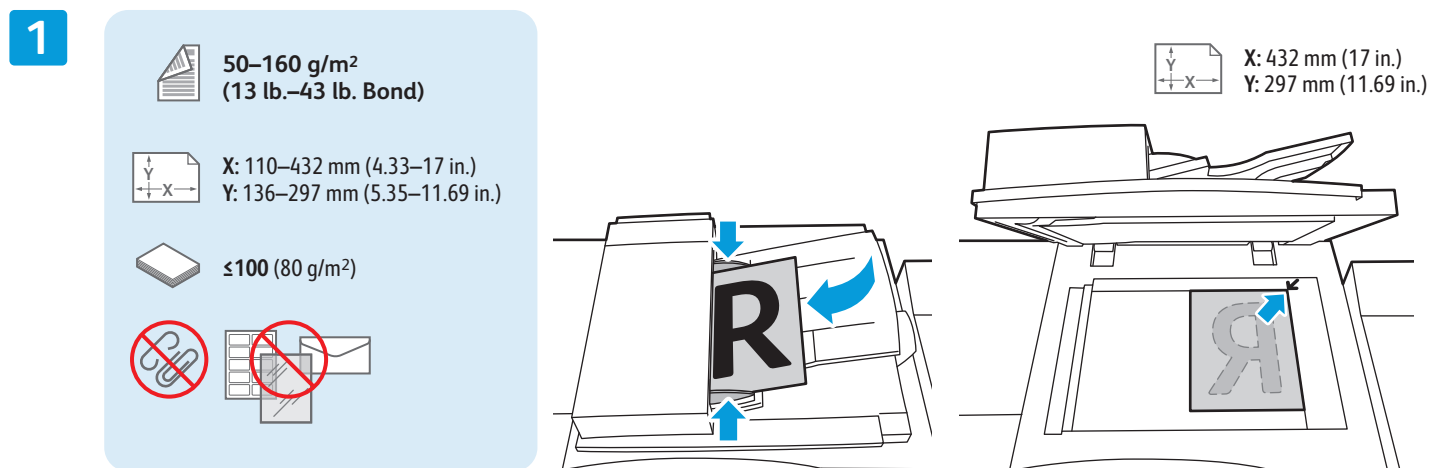 1
50–160 g/m²
(13 lb.–43 lb. Bond)
Y
X
X: 110–432 mm (4.33–17 in.)
Y: 136–297 mm (5.35–11.69 in.)
≤100 (80 g/m²)
R
Y
X
X: 432 mm (17 in.)
Y: 297 mm (11.69 in.)
R